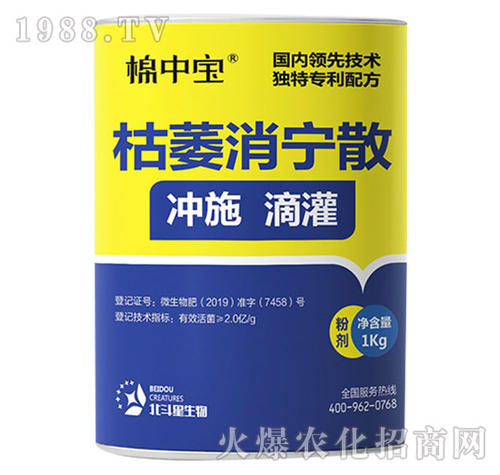 1988.TV
棉中宝®
国内领先技术
独特专利配方
枯萎消宁散
冲施 滴灌
登记证号：微生物肥（2019）准字（7458）号
登记技术指标：有效活菌≥2.0亿/g
粉剂
净含量
1Kg
BEIDOU
CREATURES
北斗星生物
全国服务热线
400-962-0768
火爆农化招商网